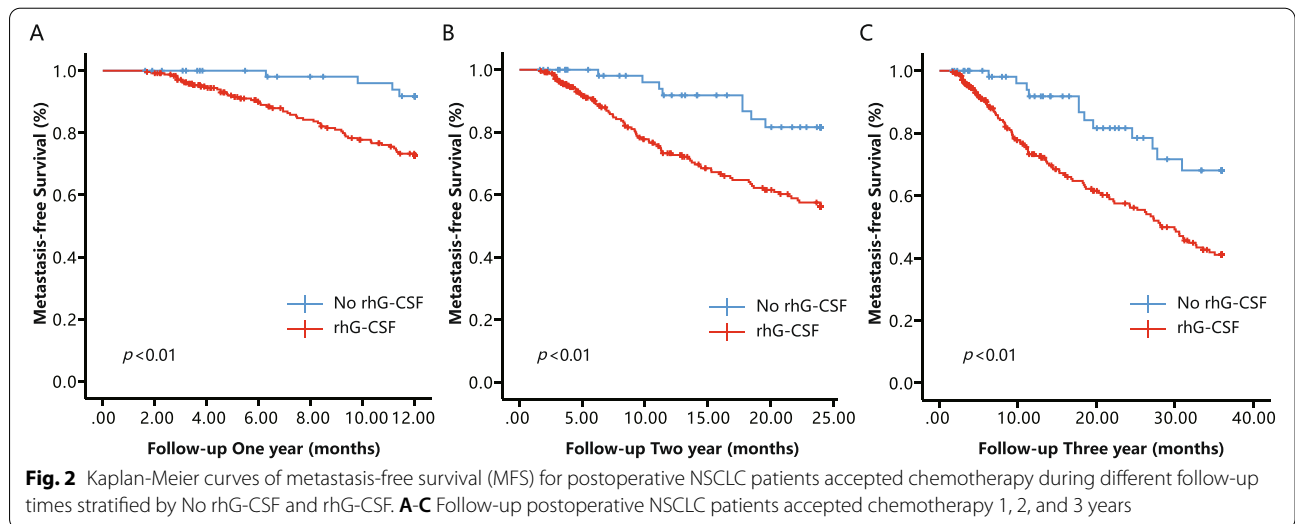 A
B
C
Metastasis-free Survival (%)
1.0
0.8
0.6
0.4
0.2
0.0
No rhG-CSF
rhG-CSF
p<0.01
.00 2.00 4.00 6.00 8.00 10.00 12.00
Follow-up One year (months)
Metastasis-free Survival (%)
1.0
0.8
0.6
0.4
0.2
0.0
No rhG-CSF
rhG-CSF
p<0.01
.00 5.00 10.00 15.00 20.00 25.00
Follow-up Two year (months)
Metastasis-free Survival (%)
1.0
0.8
0.6
0.4
0.2
0.0
No rhG-CSF
rhG-CSF
p<0.01
.00 10.00 20.00 30.00 40.00
Follow-up Three year (months)
Fig. 2 Kaplan-Meier curves of metastasis-free survival (MFS) for postoperative NSCLC patients accepted chemotherapy during different follow-up
times stratified by No rhG-CSF and rhG-CSF. A-C Follow-up postoperative NSCLC patients accepted chemotherapy 1, 2, and 3 years